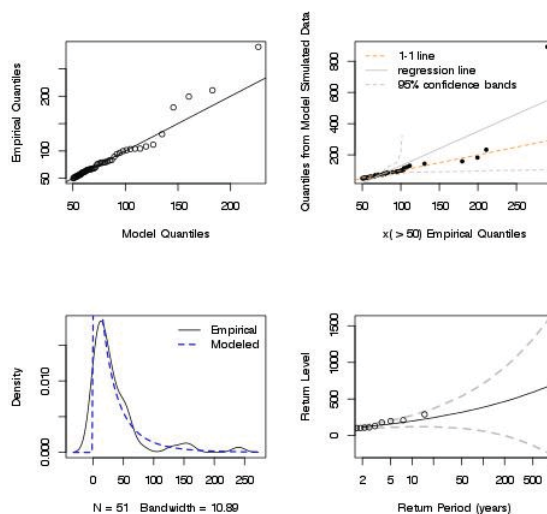 Empirical Quantiles
50
100
200
50
100
150
200
Model Quantiles
Quantiles from Model Simulated Data
200
400
600
800
1-1 line
regression line
95% confidence bands
50
100
150
200
250
x( > 50) Empirical Quantiles
Density
0.000
0.010
Empirical
Modeled
0
50
100
150
200
250
N = 51 Bandwidth = 10.89
Return Level
0
500
1000
1500
2
5
10
50
100
200
500
Return Period (years)